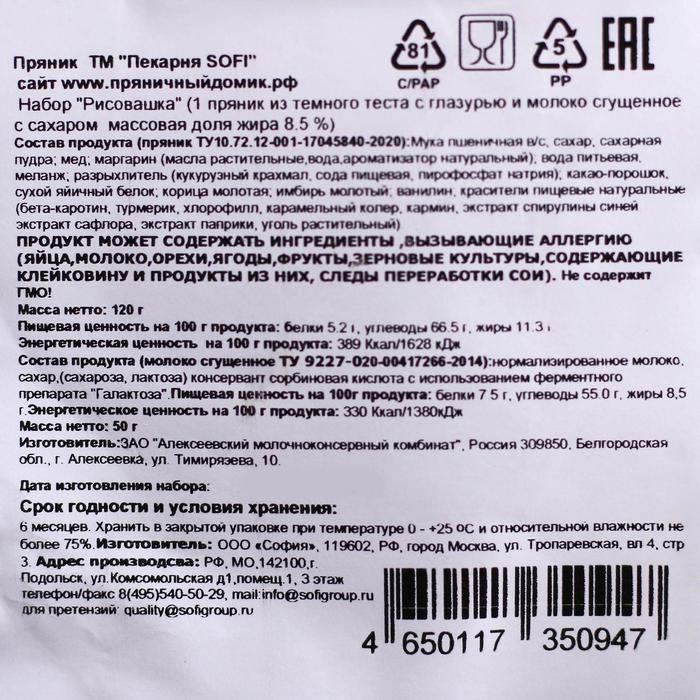 81
C/PAP
5
PP
EAC
Пряник ТМ "Пекарня SOFI"
сайт www.пряничныйдомик.рф
Набор "Рисовашка" (1 пряник из темного теста с глазурью и молоко сгущенное
с сахаром массовая доля жира 8.5 %)
Состав продукта (пряник ТУ10.72.12-001-17045840-2020):Мука пшеничная в/с, сахар, сахарная
пудра; мед; маргарин (масла растительные,вода,ароматизатор натуральный); вода питьевая,
меланж; разрыхлитель (кукурузный крахмал, сода пищевая, пирофосфат натрия); какао-порошок,
сухой яичный белок; корица молотая; имбирь молотый; ванилин, красители пищевые натуральные
(бета-каротин, турмерик, хлорофилл, карамельный колер, кармин, экстракт спирулины синей
экстракт сафлора, экстракт паприки, уголь растительный)
ПРОДУКТ МОЖЕТ СОДЕРЖАТЬ ИНГРЕДИЕНТЫ ,ВЫЗЫВАЮЩИЕ АЛЛЕРГИЮ
(ЯЙЦА,МОЛОКО,ОРЕХИ,ЯГОДЫ,ФРУКТЫ,ЗЕРНОВЫЕ КУЛЬТУРЫ,СОДЕРЖАЮЩИЕ
КЛЕЙКОВИНУ И ПРОДУКТЫ ИЗ НИХ, СЛЕДЫ ПЕРЕРАБОТКИ СОИ). Не содержит
ГМО!
Масса нетто: 120 г
Пищевая ценность на 100 г продукта: белки 5.2 г, углеводы 66.5 г, жиры 11.3 г
Энергетическая ценность на 100 г продукта: 389 Ккал/1628 кДж
Состав продукта (молоко сгущенное ТУ 9227-020-00417266-2014):нормализированное молоко,
сахар,(сахароза, лактоза) консервант сорбиновая кислота с использованием ферментного
препарата "Галактоза".Пищевая ценность на 100г продукта: белки 7 5 г, углеводы 55.0 г, жиры 8,5
г.Энергетическое ценность на 100 г продукта: 330 Ккал/1380кДж
Масса нетто: 50 г
Изготовитель:ЗАО "Алексеевский молочноконсервный комбинат", Россия 309850, Белгородская
обл., г. Алексеевка, ул. Тимирязева, 10.
Дата изготовления набора:
Срок годности и условия хранения:
6 месяцев. Хранить в закрытой упаковке при температуре 0 - +25 0С и относительной влажности не
более 75%.Изготовитель: ООО «София», 119602, РФ, город Москва, ул. Тропаревская, вл 4, стр
3. Адрес производсва: РФ, МО,142100,г.
Подольск, ул.Комсомольская д1,помещ.1, 3 этаж
телефон/факс 8(495)540-50-29, mail:info@sofigroup.ru
для претензий: quality@sofigroup.ru
4 650117 350947